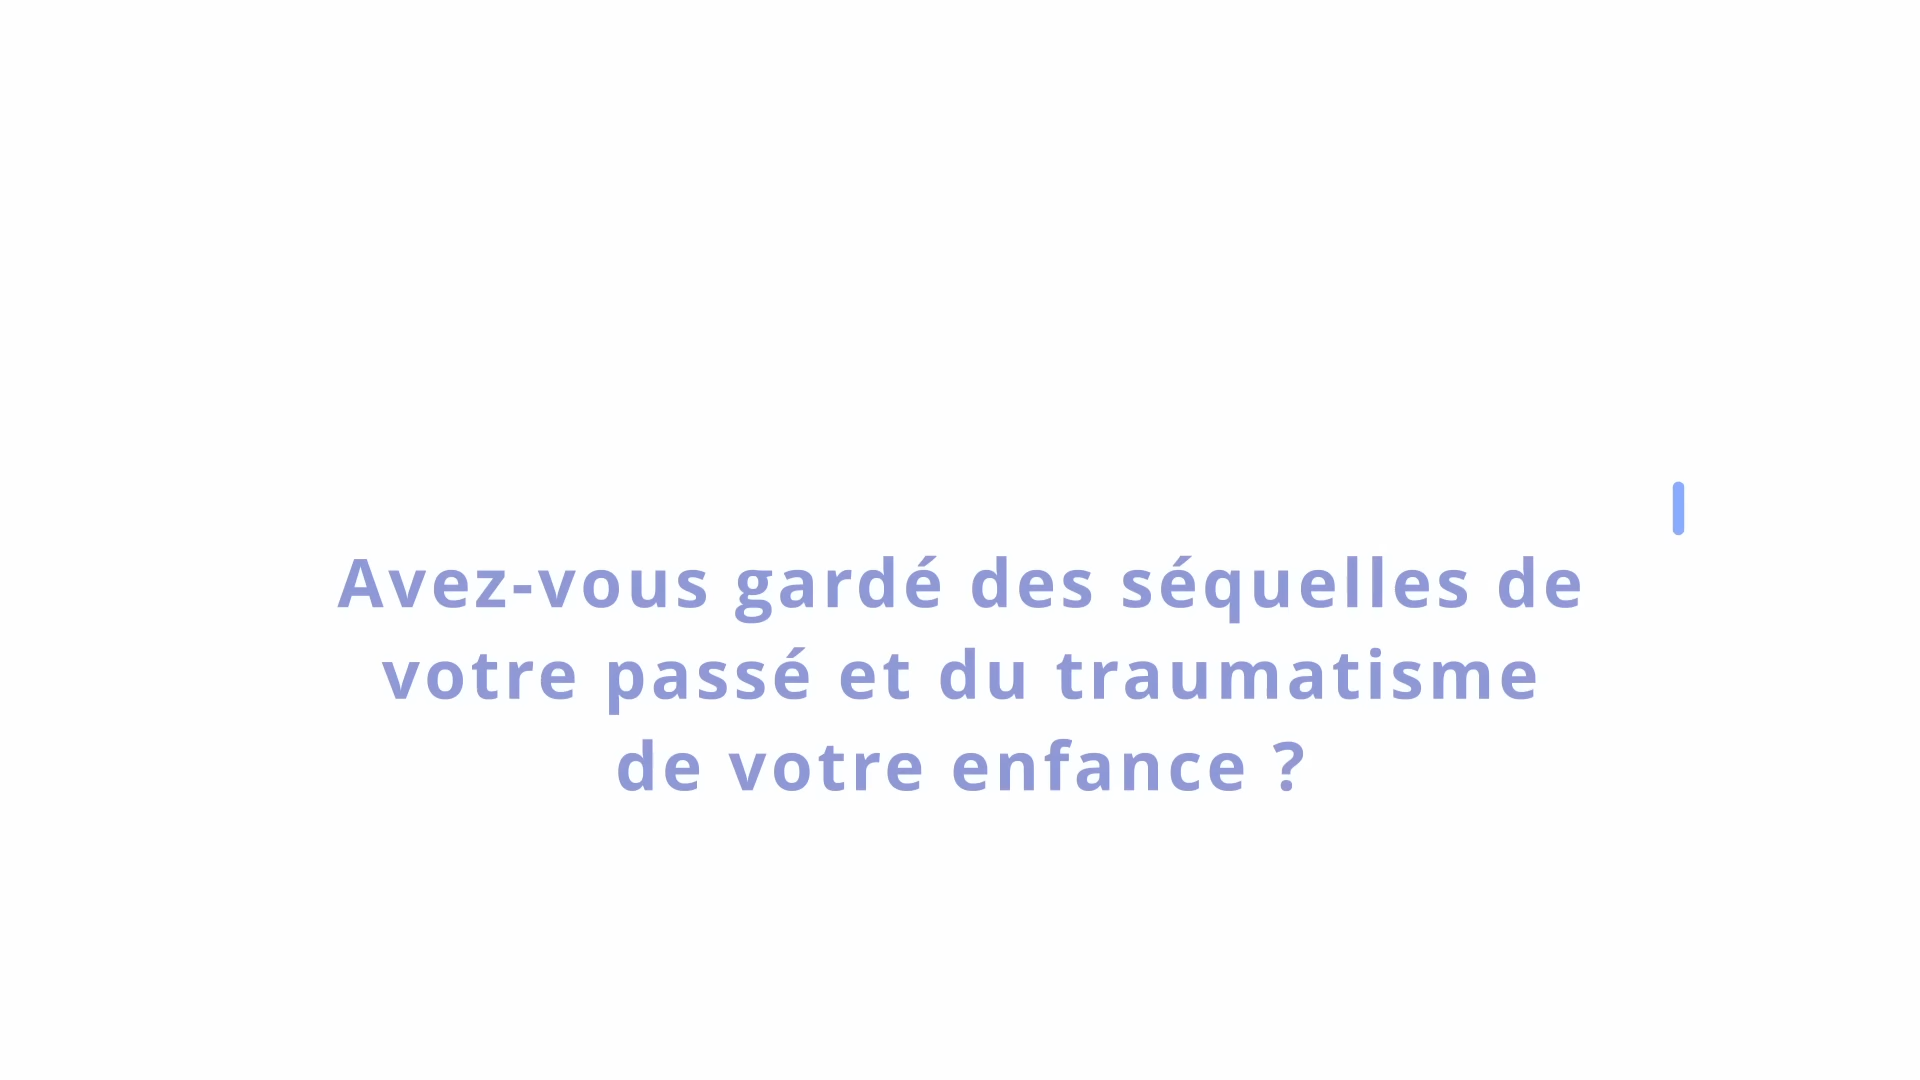 Avez-vous gardé des séquelles de
votre passé et du traumatisme
de votre enfance ?